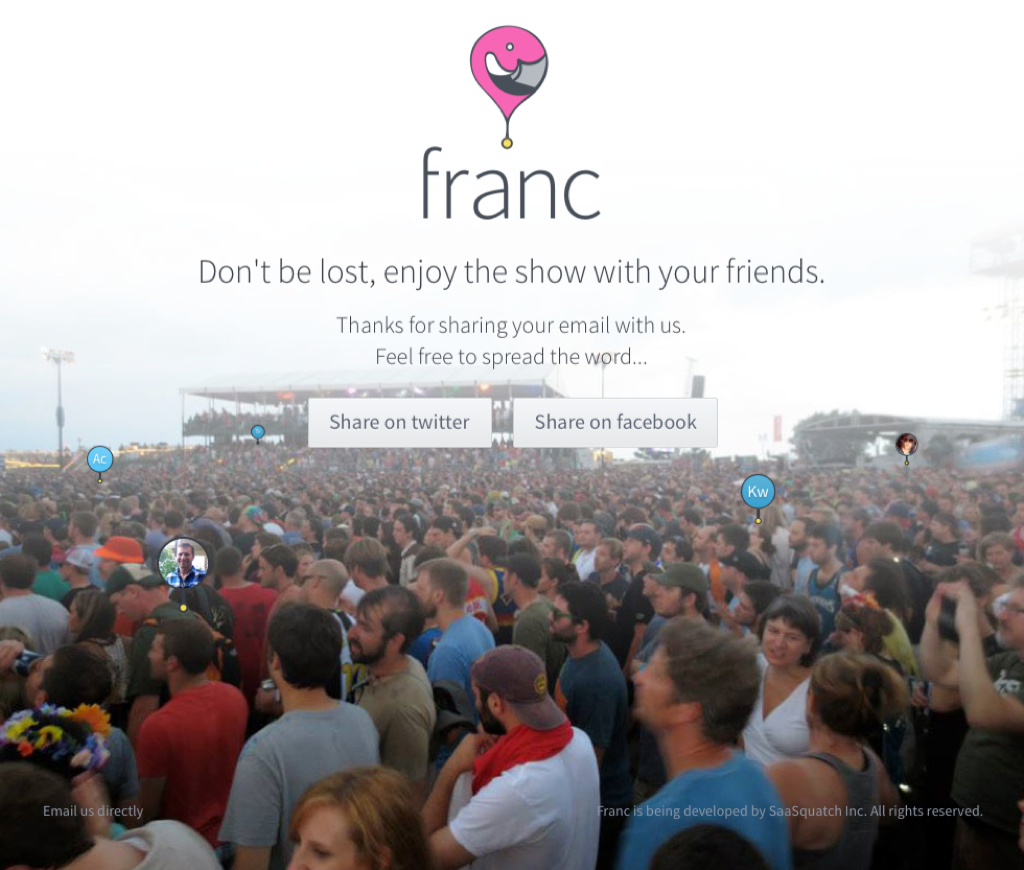 franc
Don't be lost, enjoy the show with your friends.
Thanks for sharing your email with us.
Feel free to spread the word...
Share on twitter
Share on facebook
Ac
Kw
Email us directly
Franc is being developed by SaaSquatch Inc. All rights reserved.